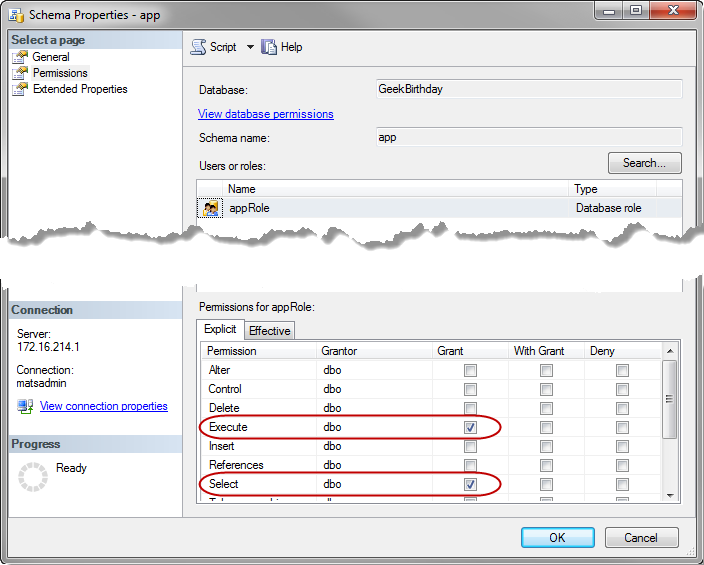 Schema Properties - app
Select a page
General
Permissions
Extended Properties
Script Help
Database: GeekBirthday
View database permissions
Schema name: app
Users or roles: Search...
Name Type
appRole Database role
Connection
Server:
172.16.214.1
Connection:
matsadmin
View connection properties
Progress
Ready
Permissions for appRole:
Explicit Effective
Permission Grantor Grant With Grant Deny
Alter dbo
Control dbo
Delete dbo
Execute dbo
Insert dbo
References dbo
Select dbo
OK Cancel